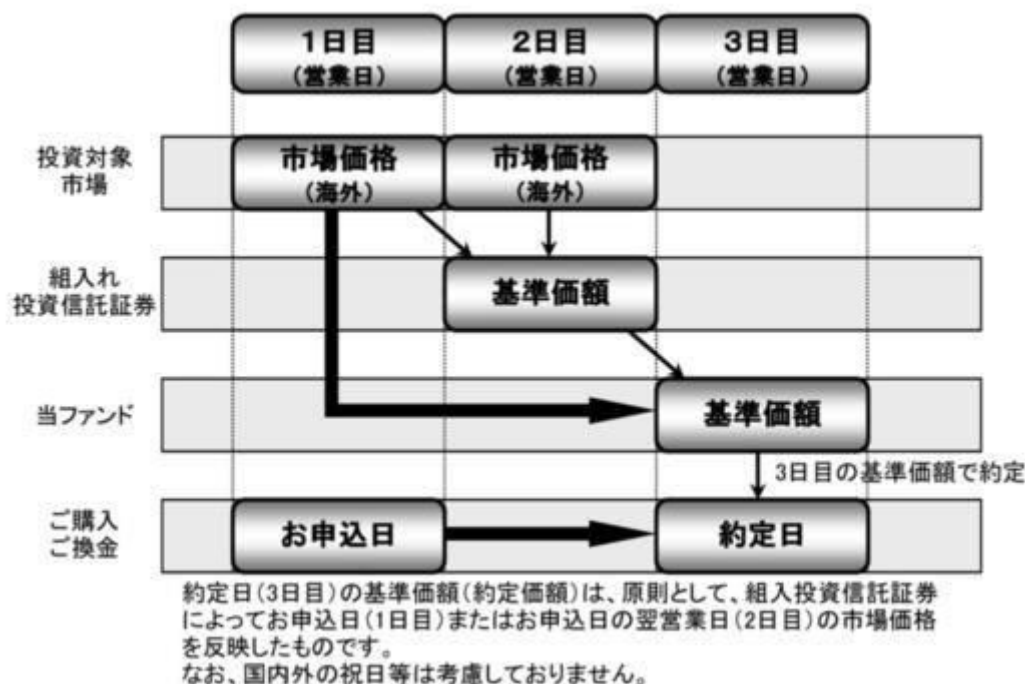 1日目
(営業日)
2日目
(営業日)
3日目
(営業日)
投資対象
市場
市場価格
(海外)
市場価格
(海外)
組入れ
投資信託証券
基準価額
当ファンド
基準価額
3日目の基準価額で約定
ご購入
ご換金
お申込日
約定日
約定日(3日目)の基準価額(約定価額)は、原則として、組入投資信託証券
によってお申込日(1日目)またはお申込日の翌営業日(2日目)の市場価格
を反映したものです。
なお、国内外の祝日等は考慮しておりません。